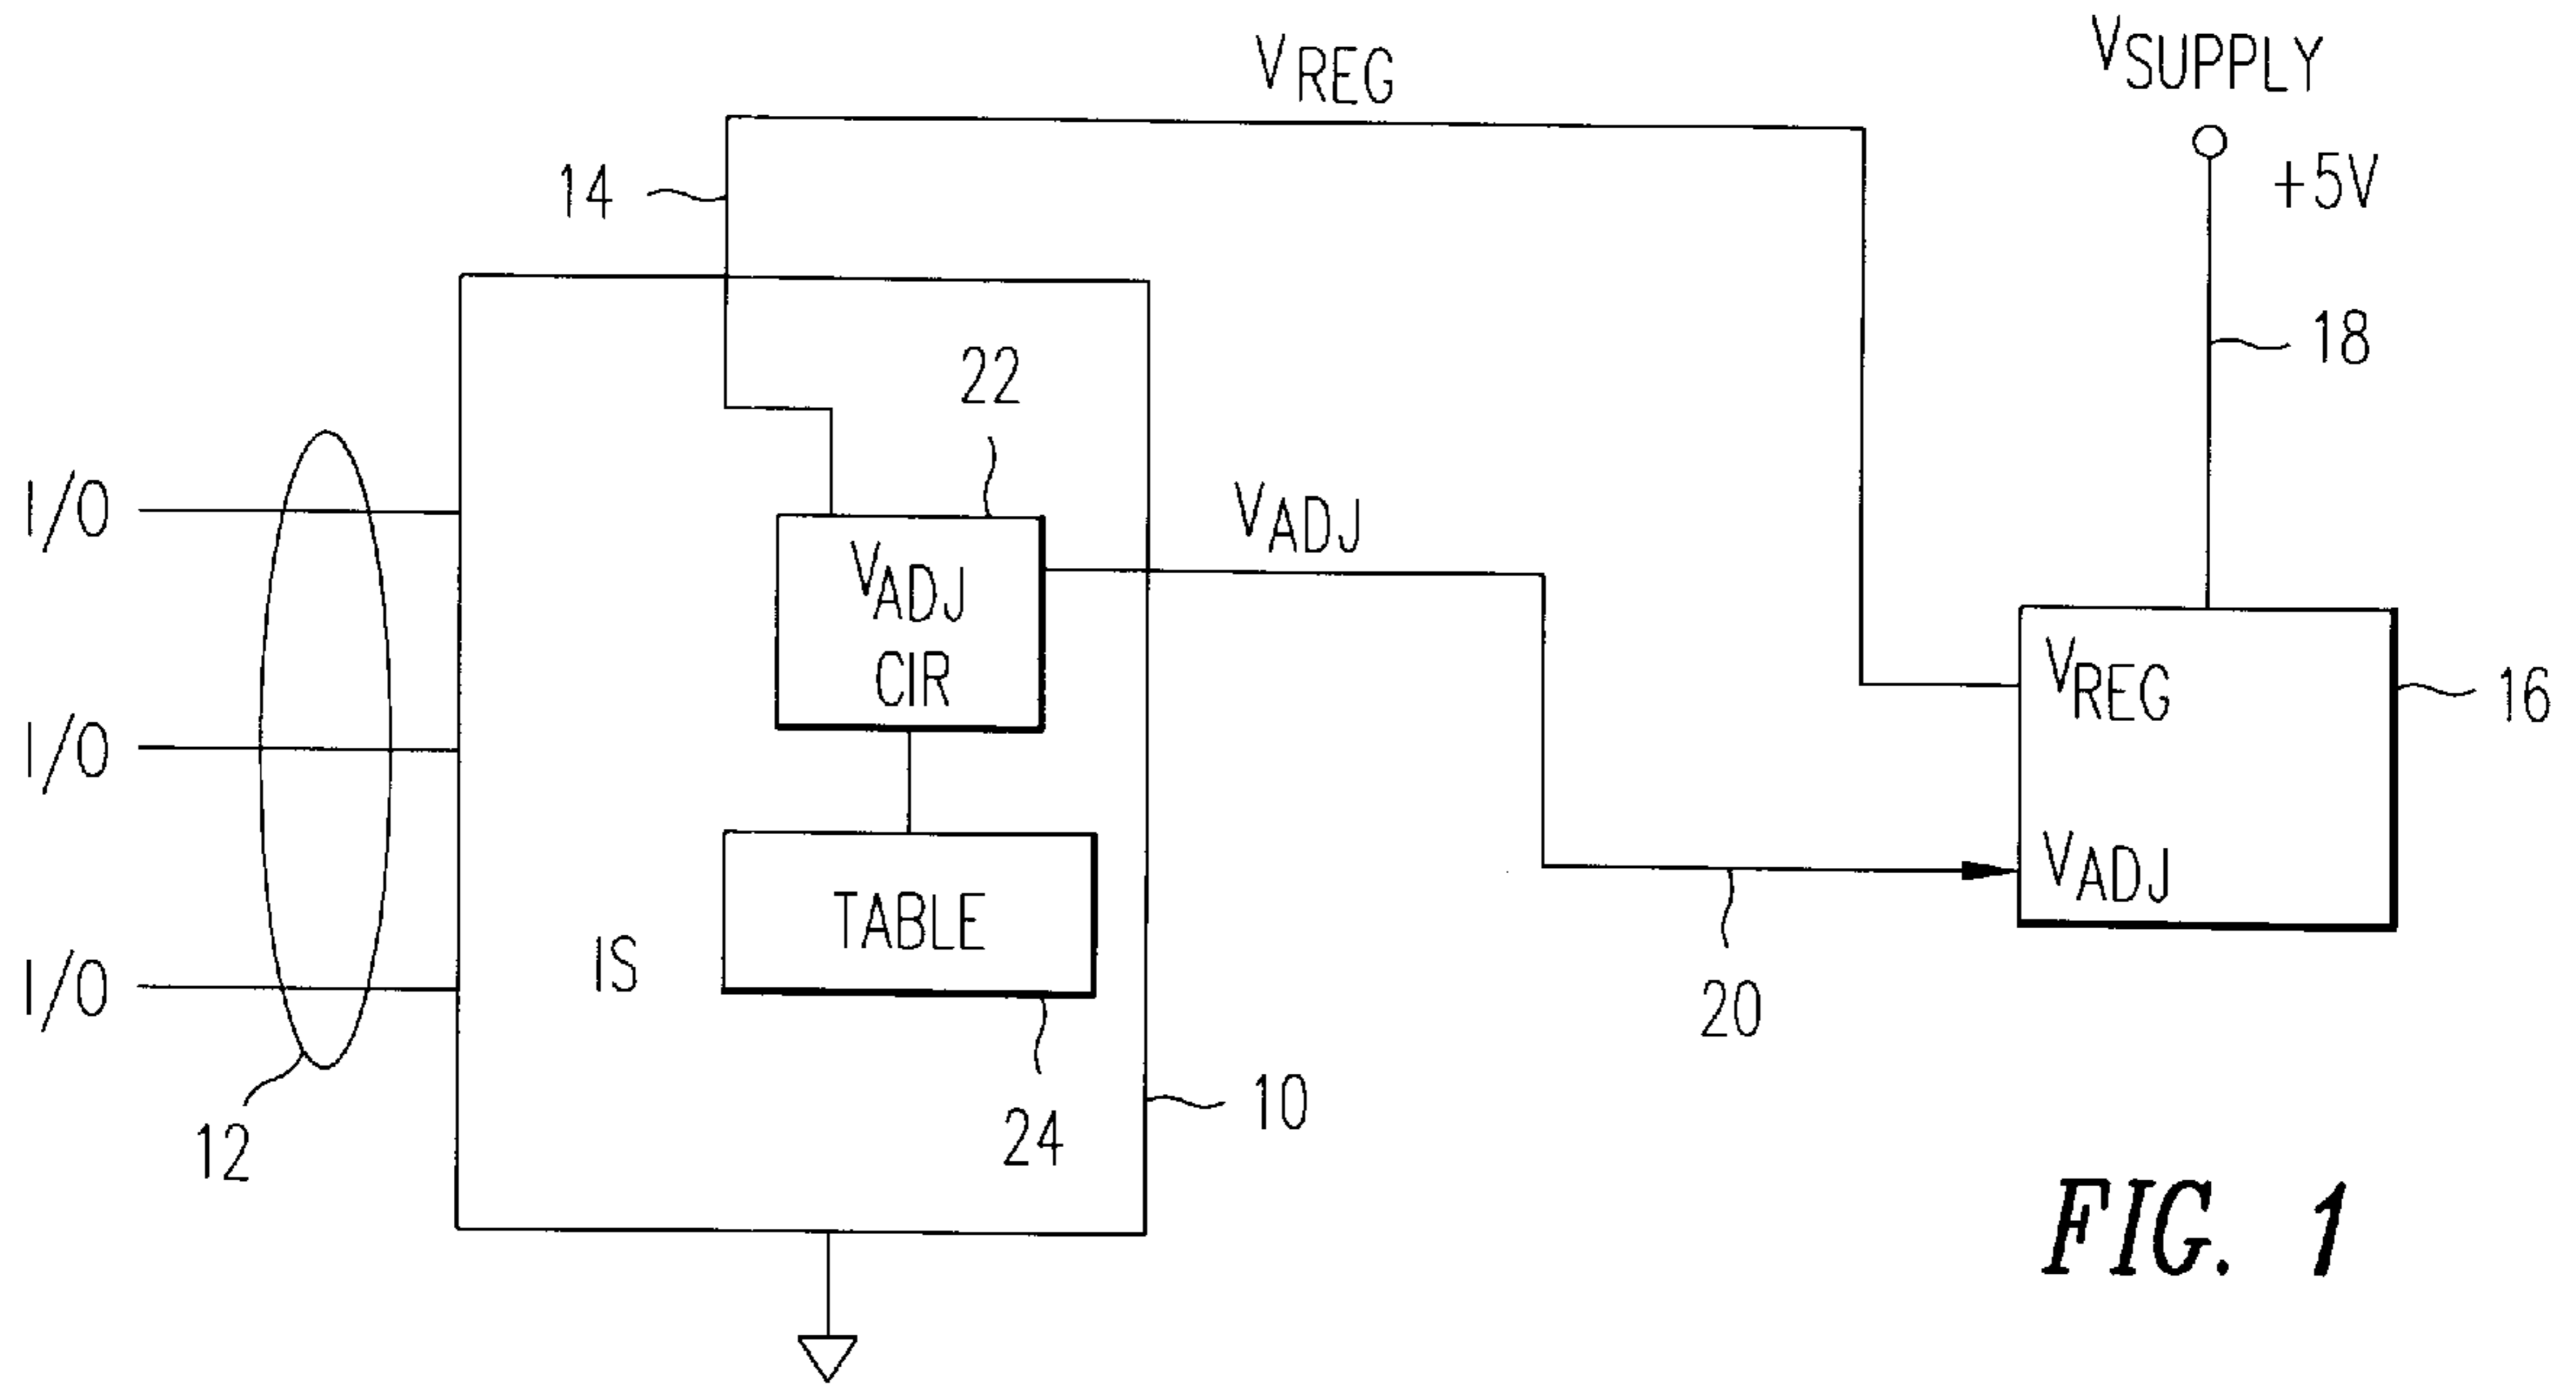 VSUPPLY
VREG
+5V
14
18
22
I/O
VADJ
VADJ
CIR
VREG
16
I/O
VADJ
TABLE
IS
I/O
20
10
24
12
FIG. 1